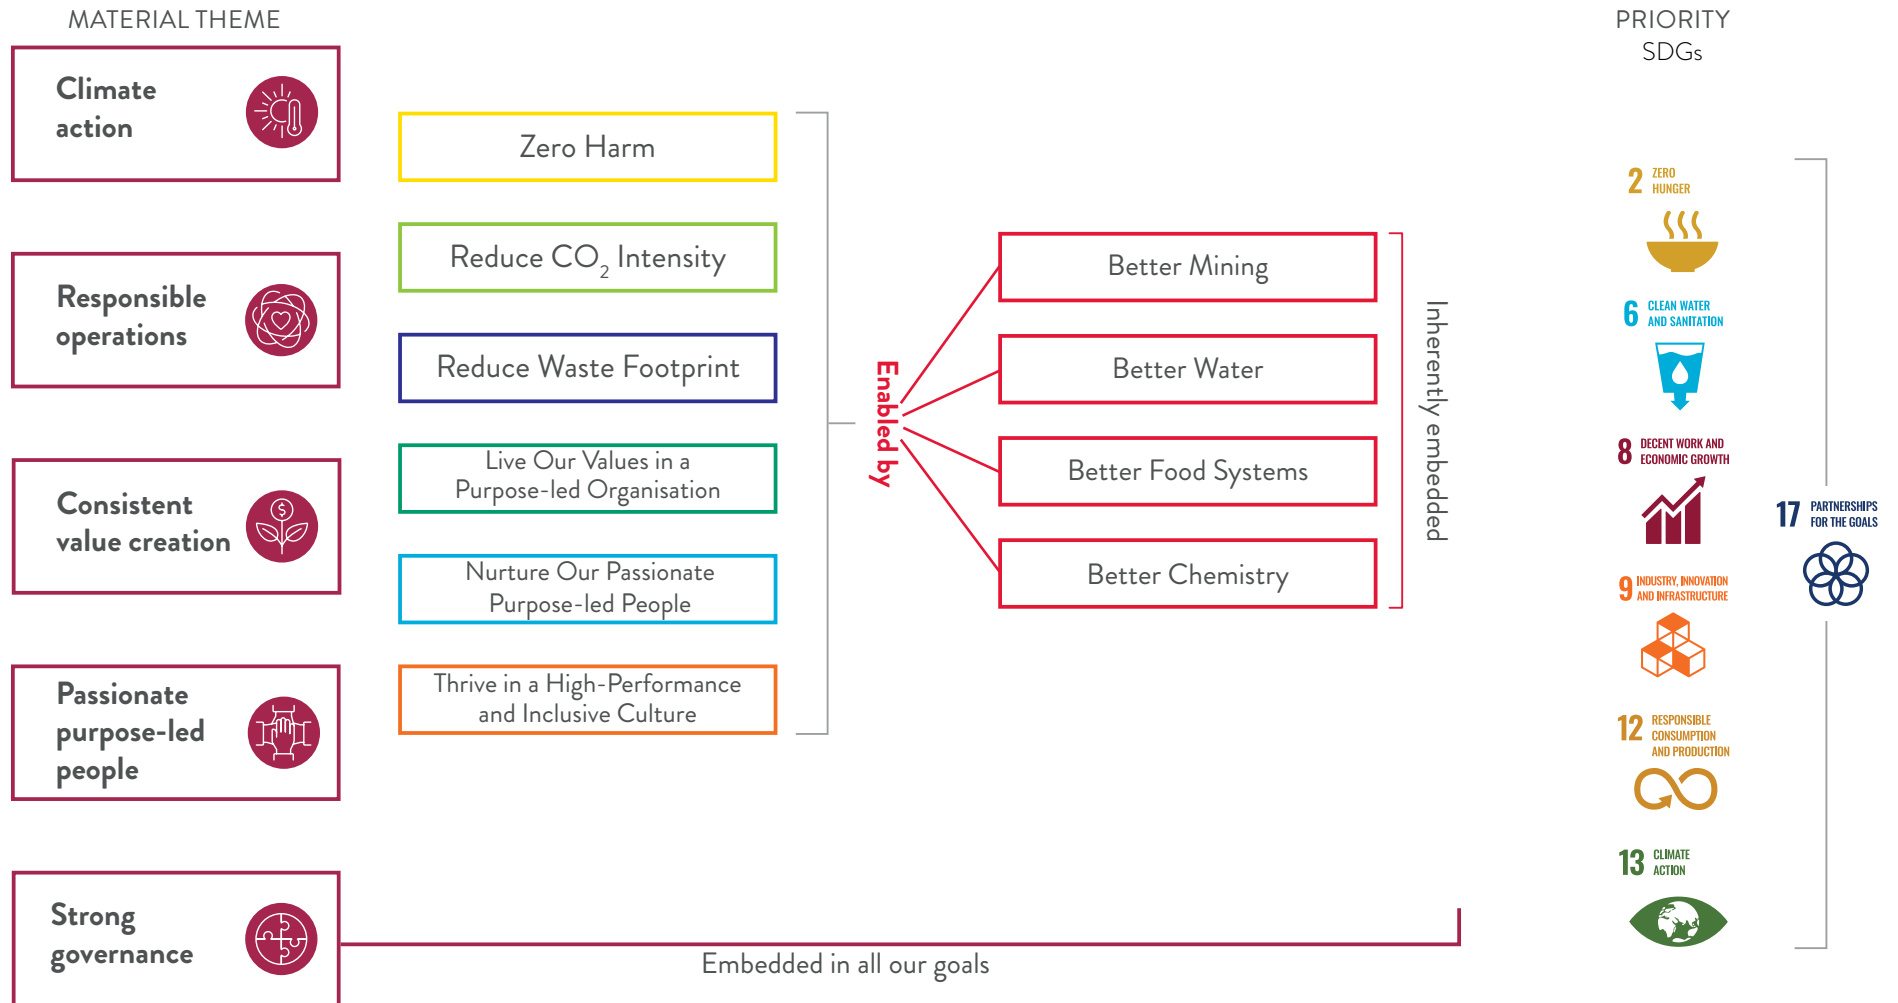 MATERIAL THEME
Climate
action
Responsible
operations
Consistent
value creation
Passionate
purpose-led
people
Strong
governance
Zero Harm
Reduce CO₂ Intensity
Reduce Waste Footprint
Live Our Values in a
Purpose-led Organisation
Nurture Our Passionate
Purpose-led People
Thrive in a High-Performance
and Inclusive Culture
Enabled by
Better Mining
Better Water
Better Food Systems
Better Chemistry
Inherently embedded
Embedded in all our goals
PRIORITY
SDGs
2 ZERO
HUNGER
6 CLEAN WATER
AND SANITATION
8 DECENT WORK AND
ECONOMIC GROWTH
9 INDUSTRY, INNOVATION
AND INFRASTRUCTURE
12 RESPONSIBLE
CONSUMPTION
AND PRODUCTION
13 CLIMATE
ACTION
17 PARTNERSHIPS
FOR THE GOALS